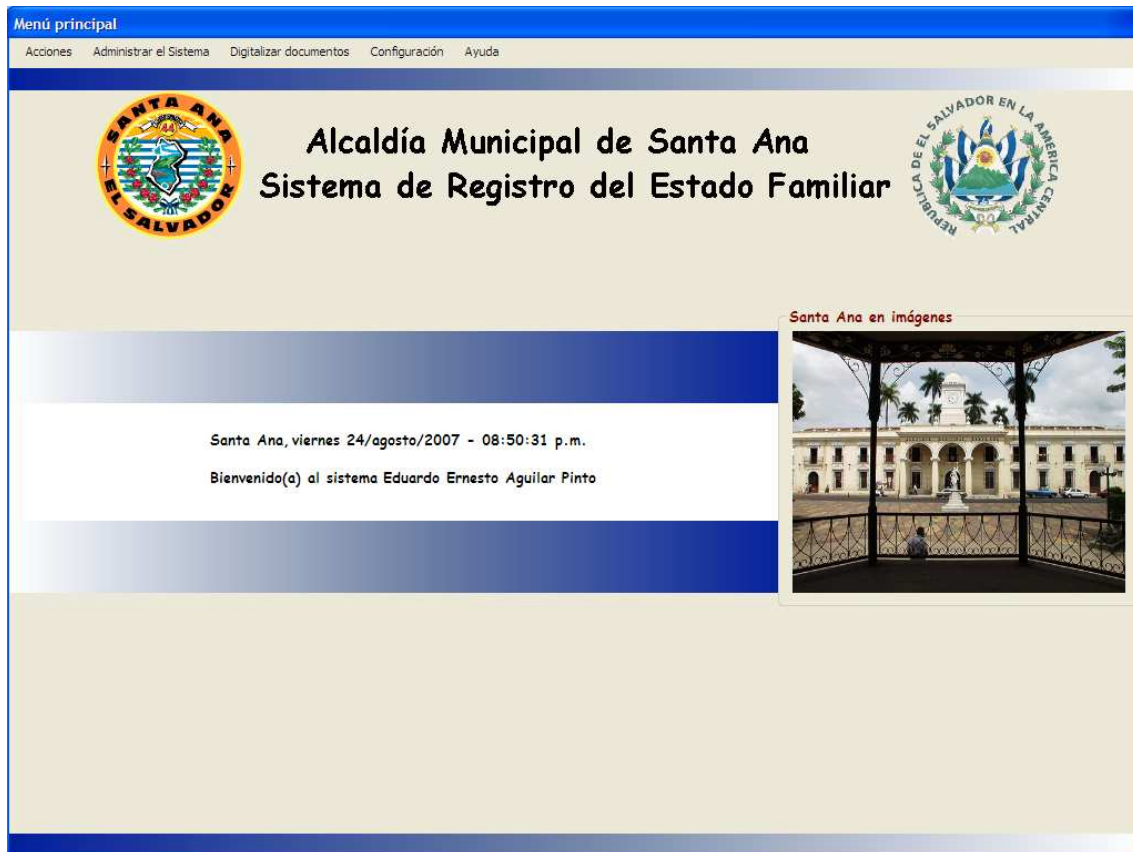 Menú principal
Acciones Administrar el Sistema Digitalizar documentos Configuración Ayuda
SANTA ANA
44
EL SALVADOR
Alcaldía Municipal de Santa Ana
Sistema de Registro del Estado Familiar
REPUBLICA DE EL SALVADOR EN LA AMERICA CENTRAL
Santa Ana en imágenes
Santa Ana, viernes 24/agosto/2007 - 08:50:31 p.m.
Bienvenido(a) al sistema Eduardo Ernesto Aguilar Pinto